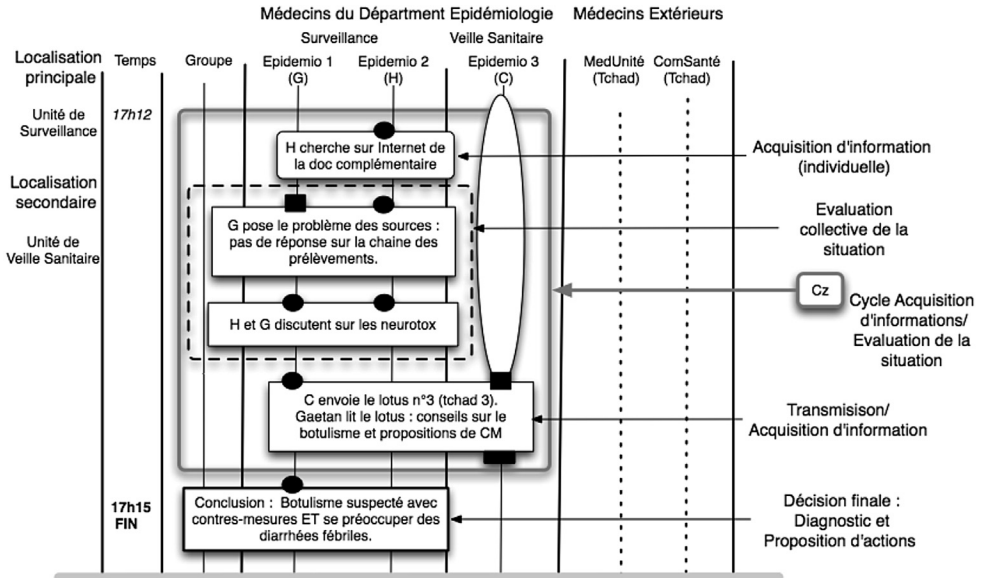 Médecins du Départment Epidémiologie
Médecins Extérieurs
Surveillance
Veille Sanitaire
Localisation
principale
Temps
Groupe
Epidemio 1
(G)
Epidemio 2
(H)
Epidemio 3
(C)
MedUnité
(Tchad)
ComSanté
(Tchad)
Unité de
Surveillance
17h12
H cherche sur Internet de
la doc complémentaire
Acquisition d'information
(individuelle)
Localisation
secondaire
Unité de
Veille Sanitaire
G pose le problème des sources :
pas de réponse sur la chaine des
prélèvements.
Evaluation
collective de la
situation
Cz
Cycle Acquisition
d'informations/
Evaluation de la
situation
H et G discutent sur les neurotox
C envoie le lotus n°3 (tchad 3).
Gaetan lit le lotus : conseils sur le
botulisme et propositions de CM
Transmisison/
Acquisition d'information
17h15
FIN
Conclusion : Botulisme suspecté avec
contres-mesures ET se préoccuper des
diarrhées fébriles.
Décision finale :
Diagnostic et
Proposition d'actions